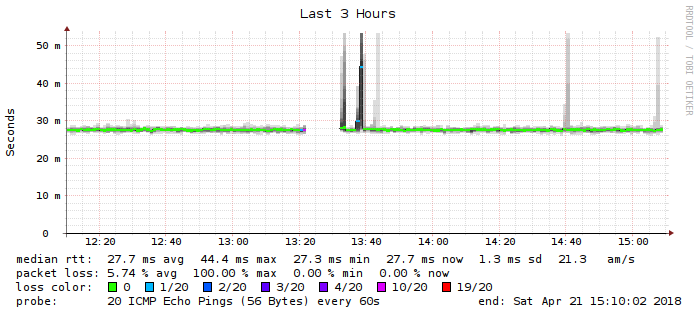 Last 3 Hours
RRDTOOL / TOBI OETIKER
Seconds
50 m
40 m
30 m
20 m
10 m
0
12:20 12:40 13:00 13:20 13:40 14:00 14:20 14:40 15:00
median rtt: 27.7 ms avg 44.4 ms max 27.3 ms min 27.7 ms now 1.3 ms sd 21.3 am/s
packet loss: 5.74 % avg 100.00 % max 0.00 % min 0.00 % now
loss color: 0 1/20 2/20 3/20 4/20 10/20 19/20
probe: 20 ICMP Echo Pings (56 Bytes) every 60s end: Sat Apr 21 15:10:02 2018